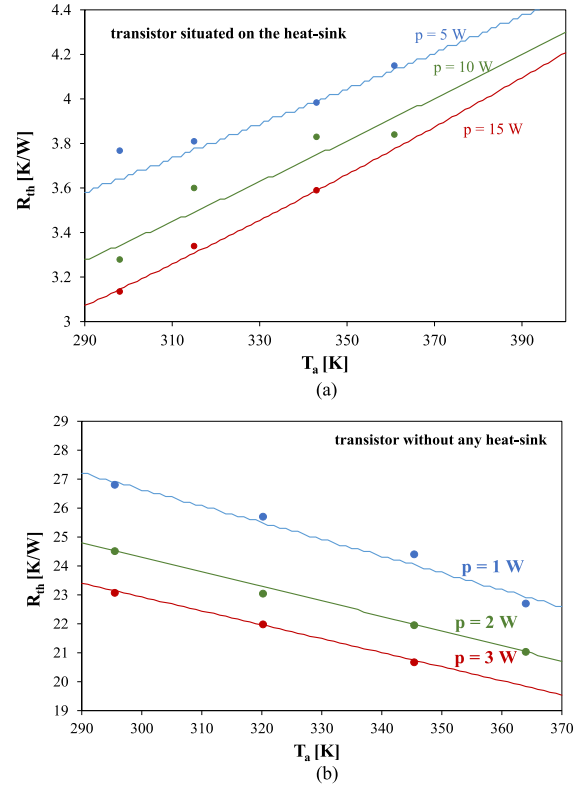 4.4
4.2
4
3.8
3.6
3.4
3.2
3
R_th [K/W]
transistor situated on the heat-sink
p = 5 W
p = 10 W
p = 15 W
290 310 330 350 370 390
T_a [K]
(a)
29
28
27
26
25
24
23
22
21
20
19
R_th [K/W]
transistor without any heat-sink
p = 1 W
p = 2 W
p = 3 W
290 300 310 320 330 340 350 360 370
T_a [K]
(b)